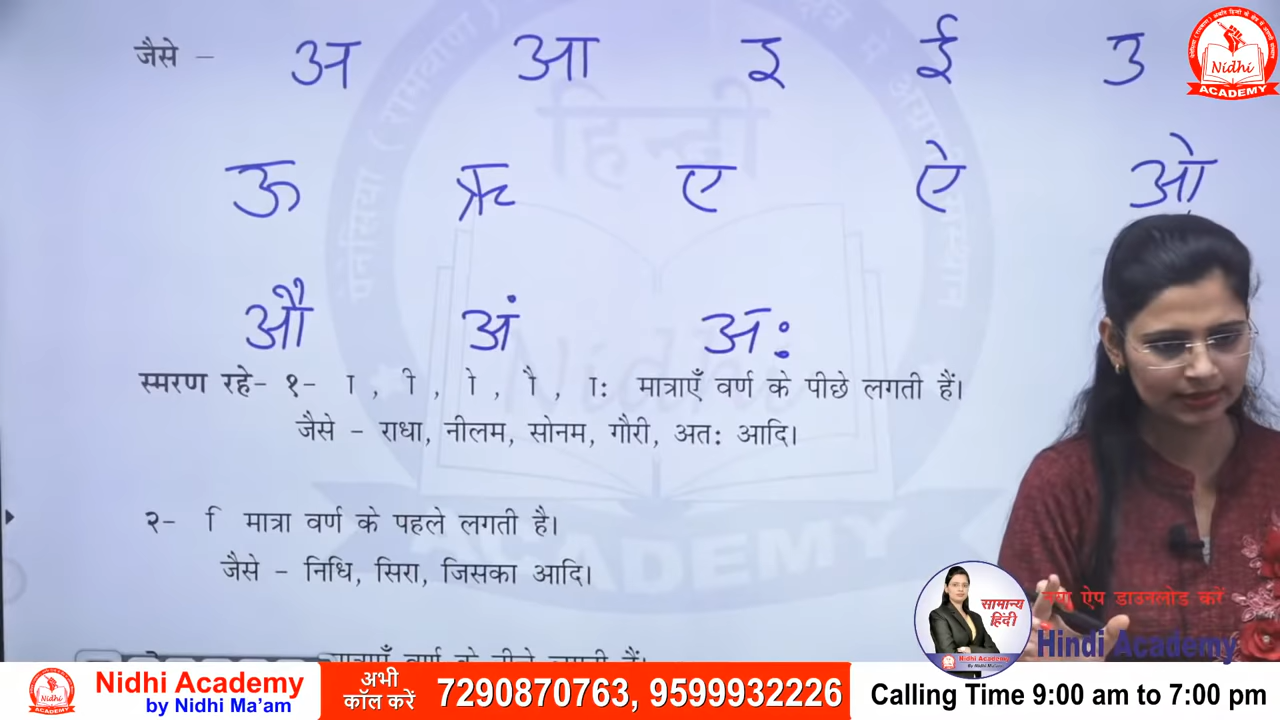 जैसे – अ आ इ ई उ
ऊ ऋ ए ऐ ओ
औ अं अः
स्मरण रहे- १- ा , ी , ो , ौ , ाः मात्राएँ वर्ण के पीछे लगती हैं।
जैसे – राधा, नीलम, सोनम, गौरी, अतः आदि।
२- ि मात्रा वर्ण के पहले लगती है।
जैसे – निधि, सिरा, जिसका आदि।
हिन्दी
Nidhi
ACADEMY
Nidhi
ACADEMY
सामान्य
हिंदी
ऐप डाउनलोड करें
Hindi Academy
Nidhi Academy
by Nidhi Ma'am
अभी
कॉल करें
7290870763, 9599932226
Calling Time 9:00 am to 7:00 pm